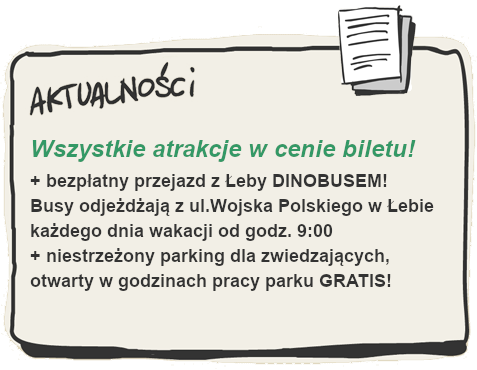 AKTUALNOŚCi
Wszystkie atrakcje w cenie biletu!
+ bezpłatny przejazd z Łeby DINOBUSEM!
Busy odjeżdżają z ul.Wojska Polskiego w Łebie
każdego dnia wakacji od godz. 9:00
+ niestrzeżony parking dla zwiedzających,
otwarty w godzinach pracy parku GRATIS!